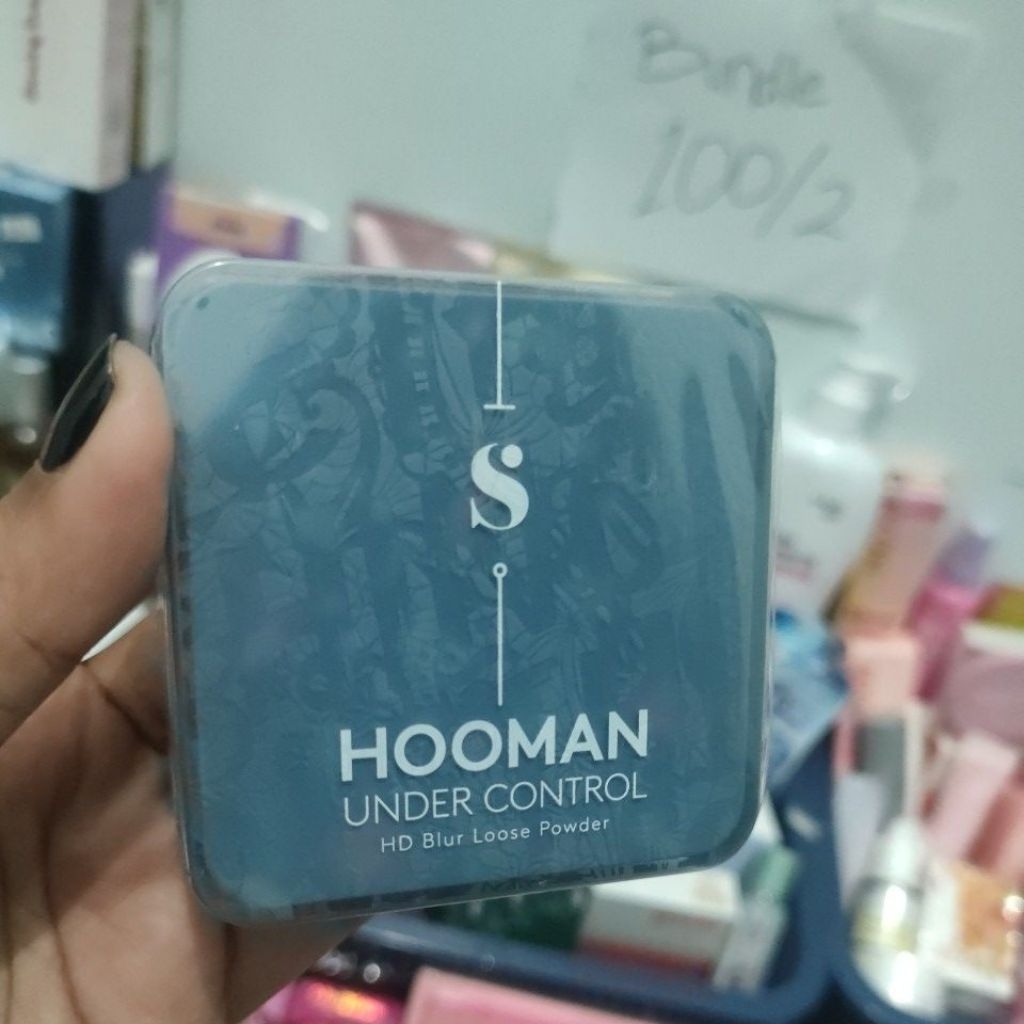 Bundle
100/2
S
HOOMAN
UNDER CONTROL
HD Blur Loose Powder